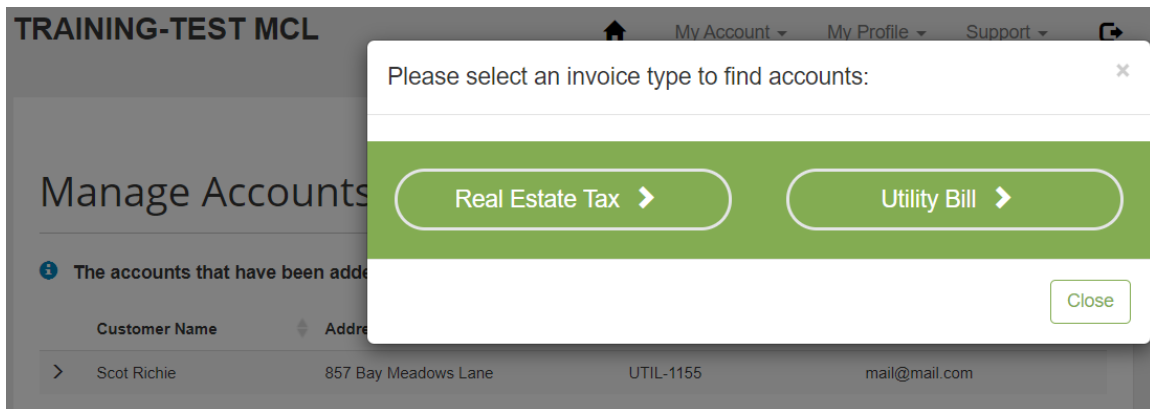 TRAINING-TEST MCL
My Account My Profile Support
Please select an invoice type to find accounts:
×
Real Estate Tax Utility Bill
Manage Accounts
The accounts that have been adde
Close
Customer Name Addre
Scot Richie 857 Bay Meadows Lane UTIL-1155 mail@mail.com